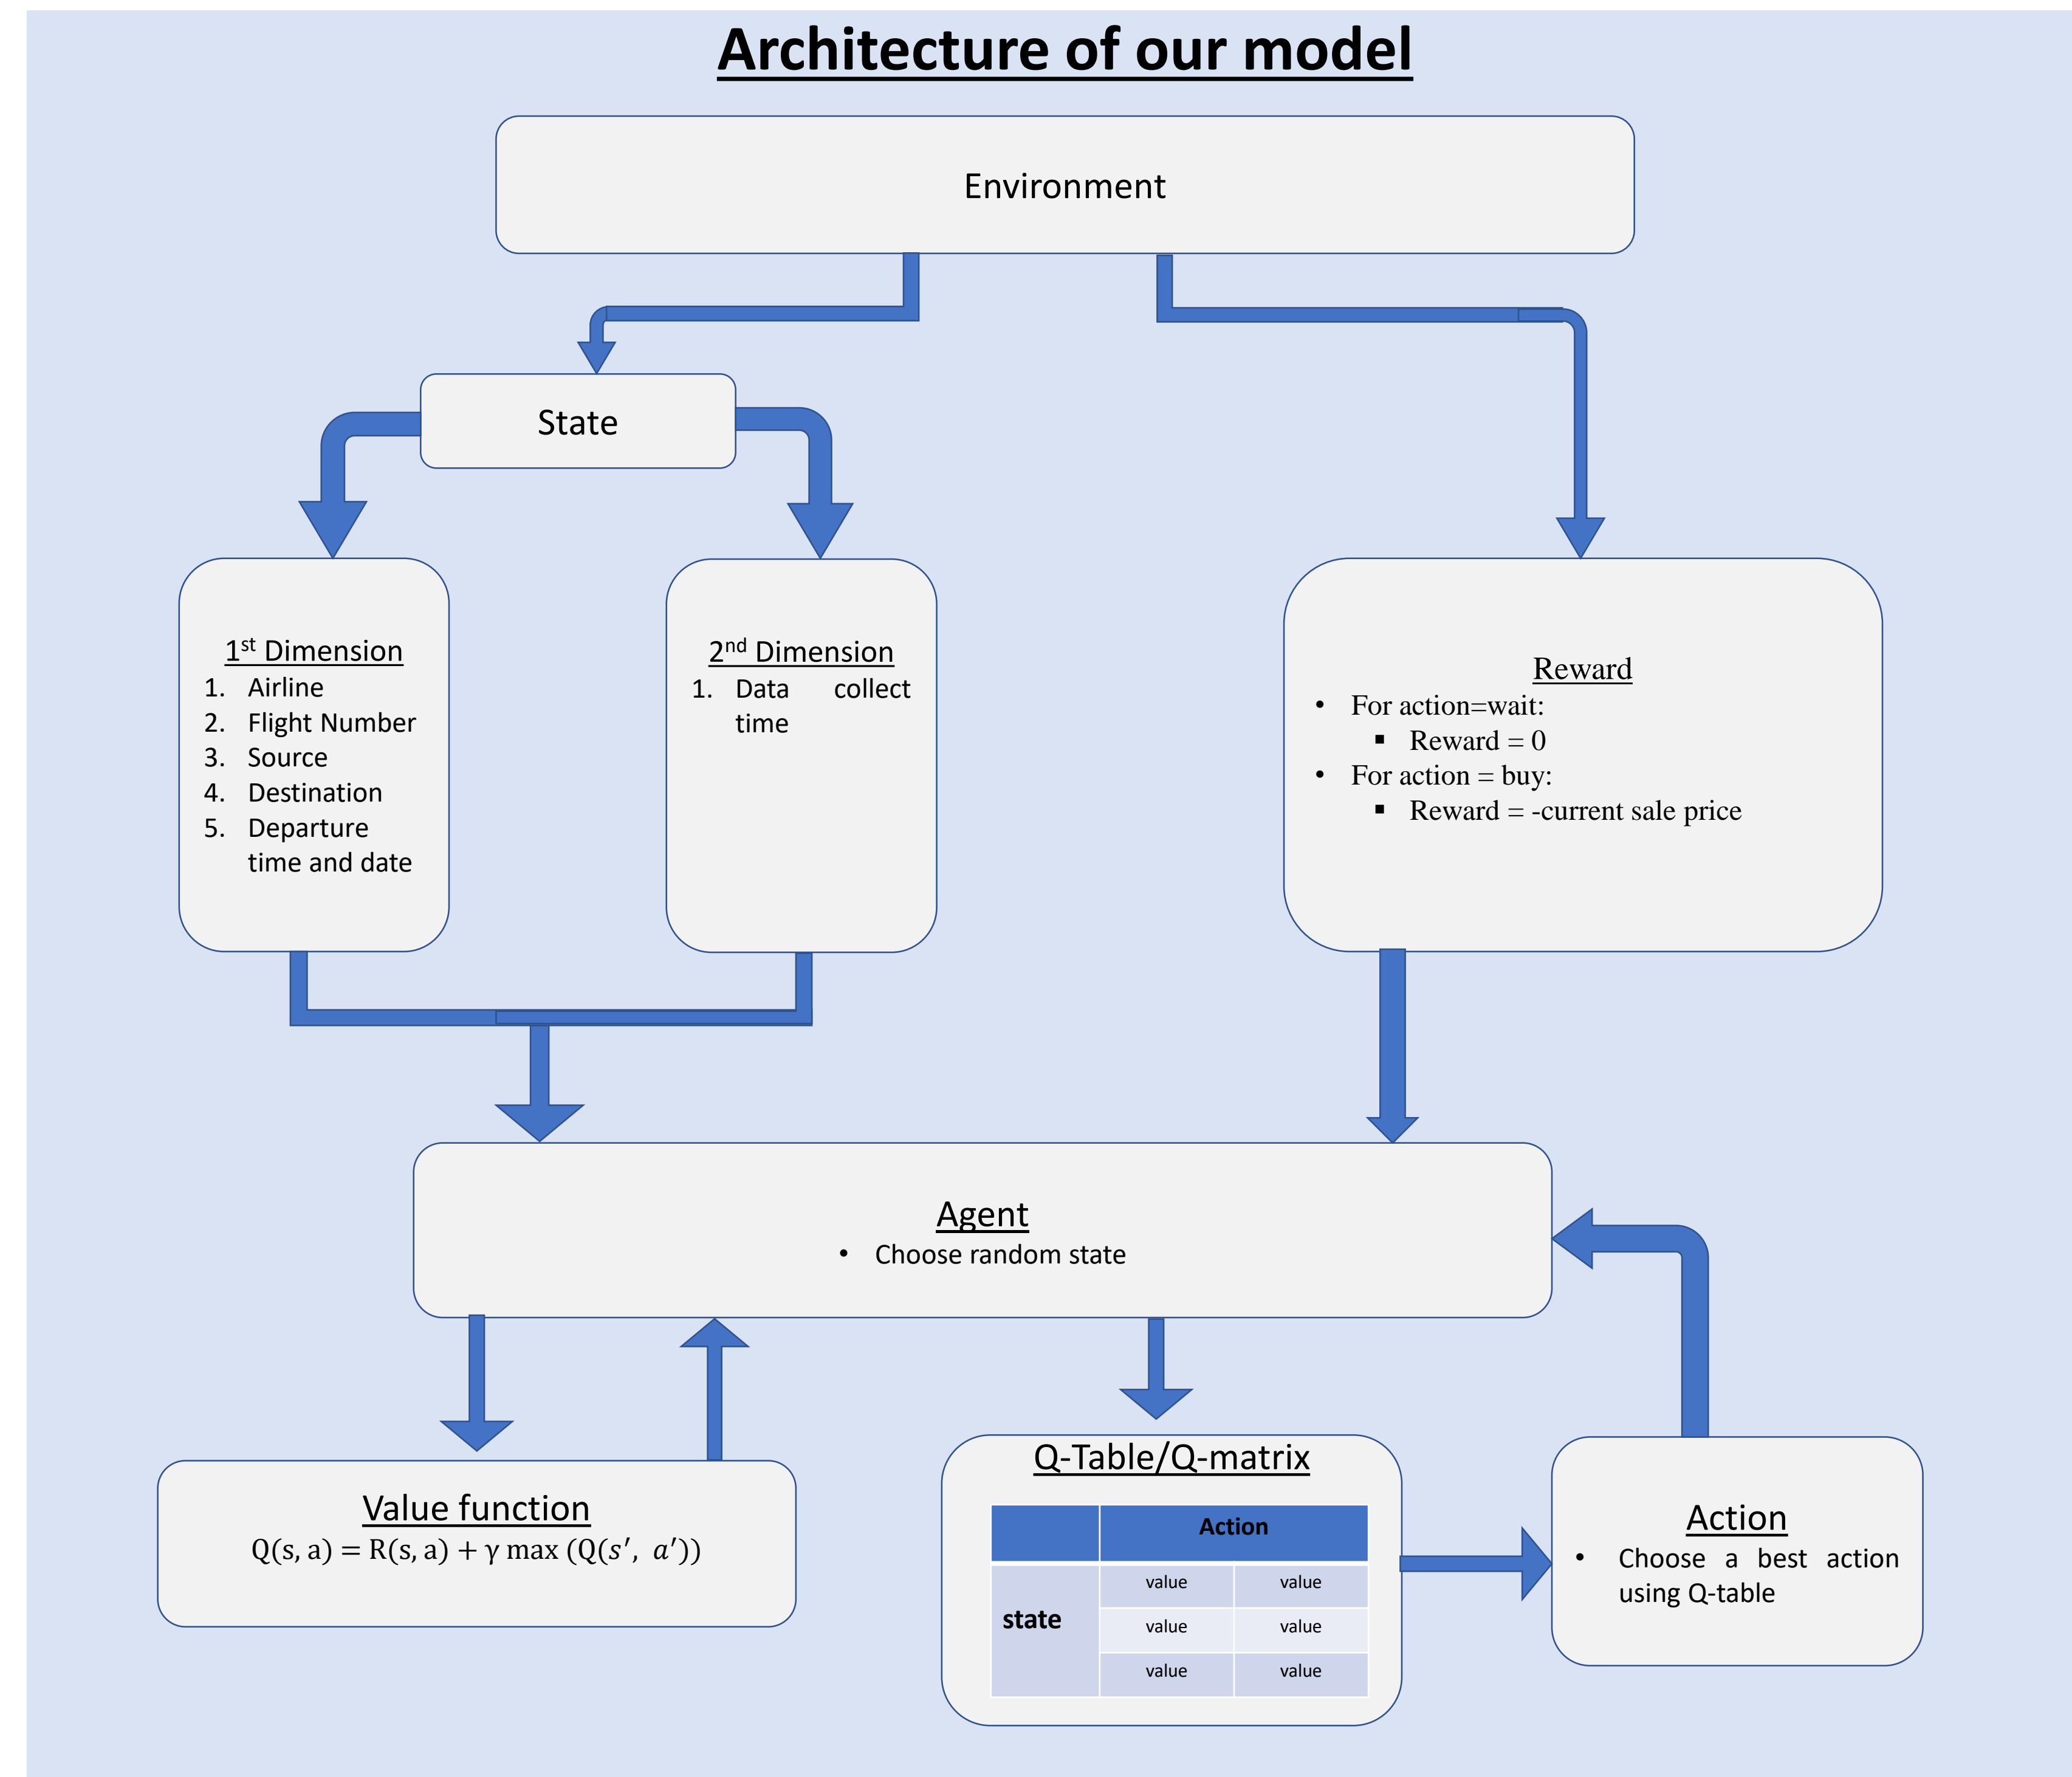 Architecture of our model
Environment
State
1st Dimension
1. Airline
2. Flight Number
3. Source
4. Destination
5. Departure
time and date
2nd Dimension
1. Data collect
time
Reward
• For action=wait:
▪ Reward = 0
• For action = buy:
▪ Reward = -current sale price
Agent
• Choose random state
Value function
Q(s, a) = R(s, a) + γ max (Q(s′, a′))
Q-Table/Q-matrix
Action
state
value value
value value
value value
Action
• Choose a best action
using Q-table